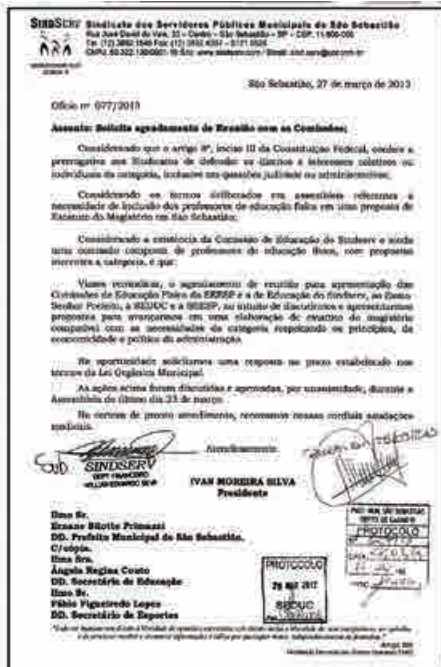 SINDSERV Sindicato dos Servidores Públicos Municipais de São Sebastião
São Sebastião, 27 de março de 2013
Ofício nº 077/2013
Assunto: Solicita agendamento de Reunião com as Comissões;
Considerando que o artigo 8º, inciso III da Constituição Federal, confere a
prerrogativa aos Sindicatos de defender os direitos e interesses coletivos ou
individuais da categoria, inclusive em questões judiciais ou administrativas;
Considerando os termos deliberados em assembleia referentes a
necessidade de inclusão dos professores de educação física em uma proposta de
Estatuto do Magistério em São Sebastião;
Considerando a existência da Comissão de Educação do Sindserv e ainda
uma comissão composta de professores de educação física, com propostas
inerentes a categoria, é que:
Vimos reivindicar, o agendamento de reunião para apresentação das
Comissões de Educação Física da e a de Educação do Sindserv, ao Exmo
Senhor Prefeito, a SEDUC e a no intuito de discutirmos e apresentarmos
propostas para avançarmos em uma elaboração de estatuto do magistério
compatível com as necessidades da categoria respeitando os princípios, da
economicidade e política da administração.
Na oportunidade solicitamos uma resposta no prazo estabelecido nos
termos da Lei Orgânica Municipal.
As ações acima foram discutidas e aprovadas, por unanimidade, durante a
Assembleia do último dia 23 de março.
Na certeza de pronto atendimento, renovamos nossas cordiais saudações
sindicais.
Atenciosamente
SINDSERV
DEPT FINANCEIRO
IVAN MOREIRA SILVA
Presidente
Ilmo Sr.
Ernane Bilotte Primazzi
DD. Prefeito Municipal de São Sebastião.
C/cópia.
Ilma Sra.
Ângela Regina Couto
DD. Secretária de Educação
Ilmo Sr.
Fábio Figueiredo Lopez
DD. Secretário de Esportes
PROTOCOLO
SEDUC
PROTOCOLO